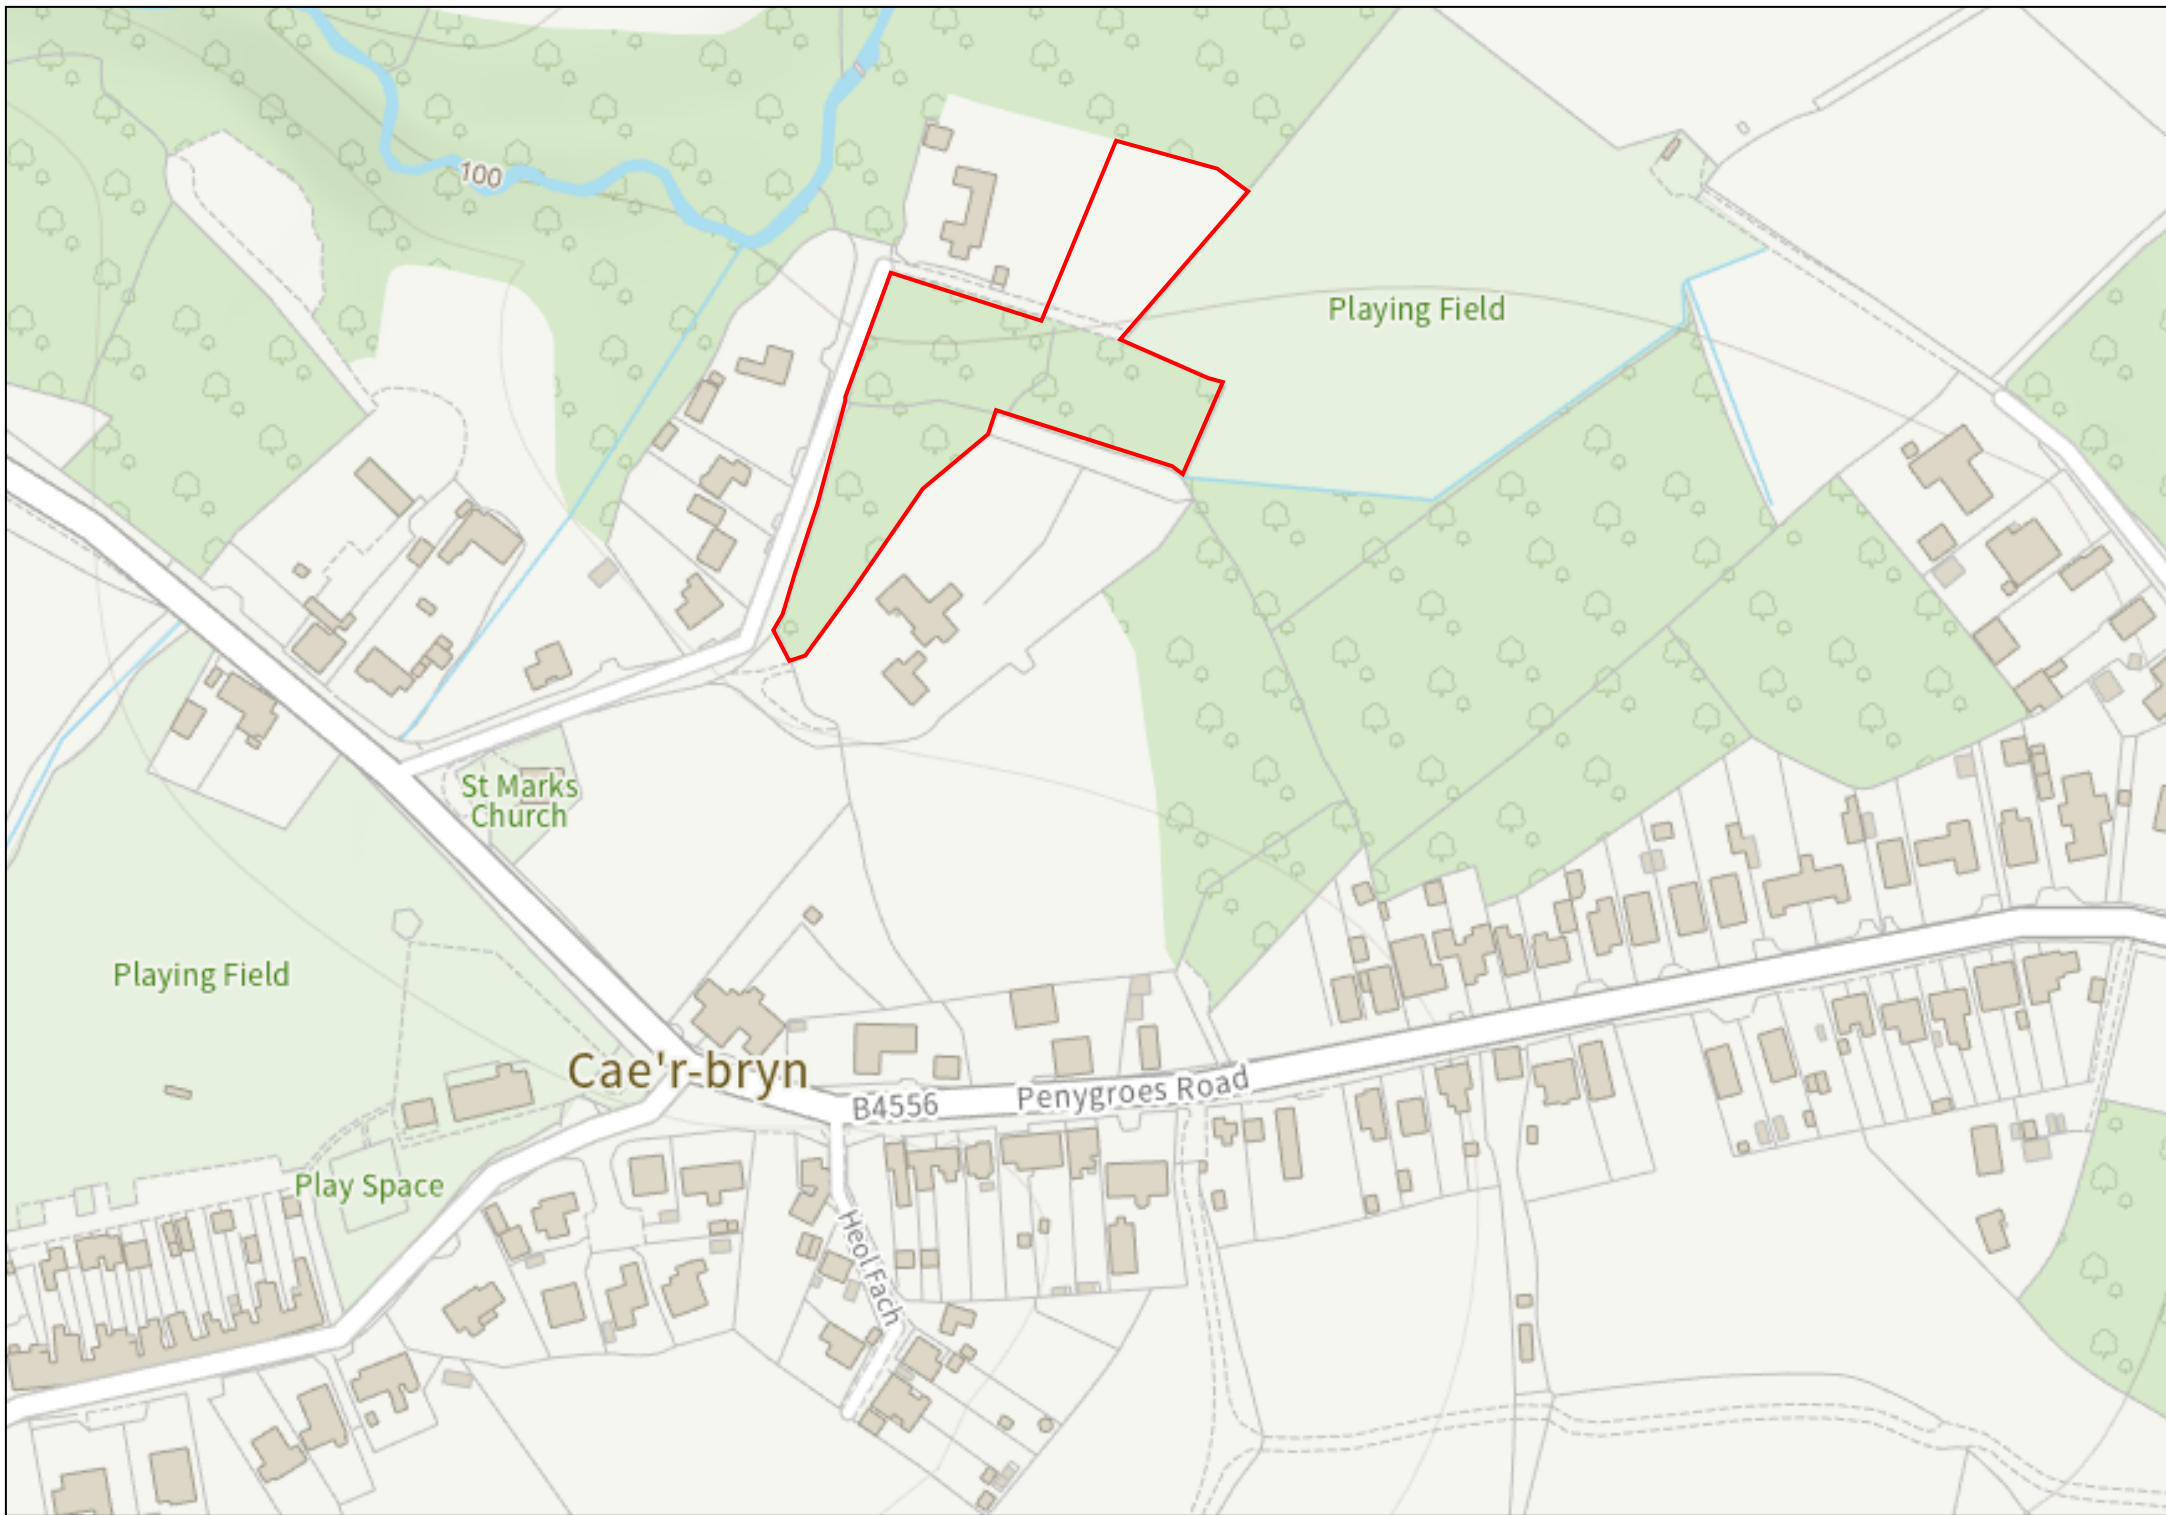 100
Playing Field
St Marks
Church
Playing Field
Cae'r-bryn
B4556
Penygroes Road
Play Space
Heol Fach